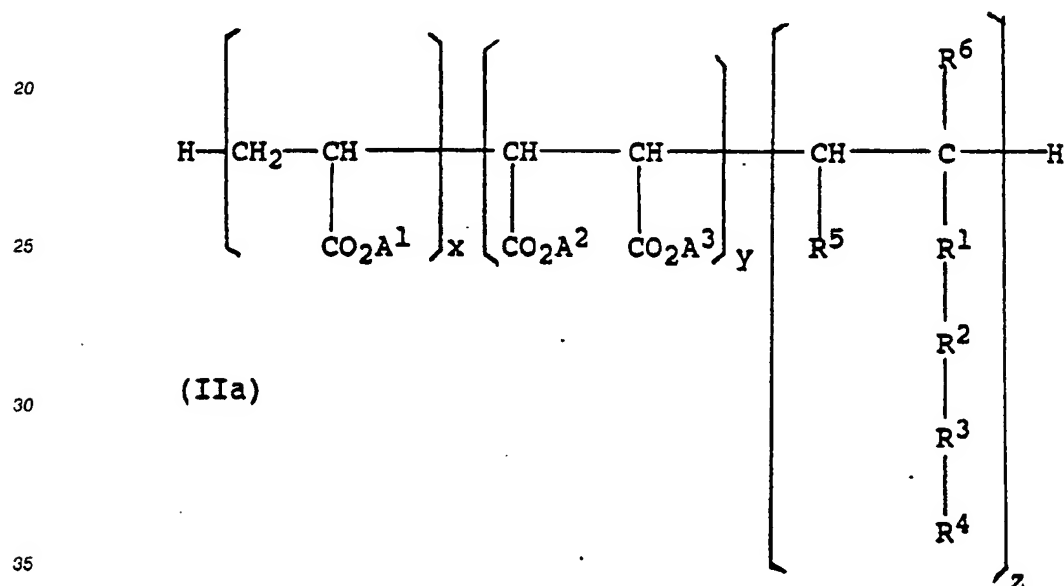 R⁶
20
H CH₂ CH CH CH CH C H
25 CO₂A¹ x CO₂A² CO₂A³ y R⁵ R¹
R²
(IIa)
30
R³
R⁴
35 z